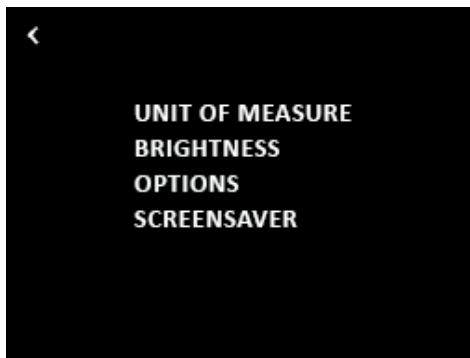 UNIT OF MEASURE
BRIGHTNESS
OPTIONS
SCREENSAVER